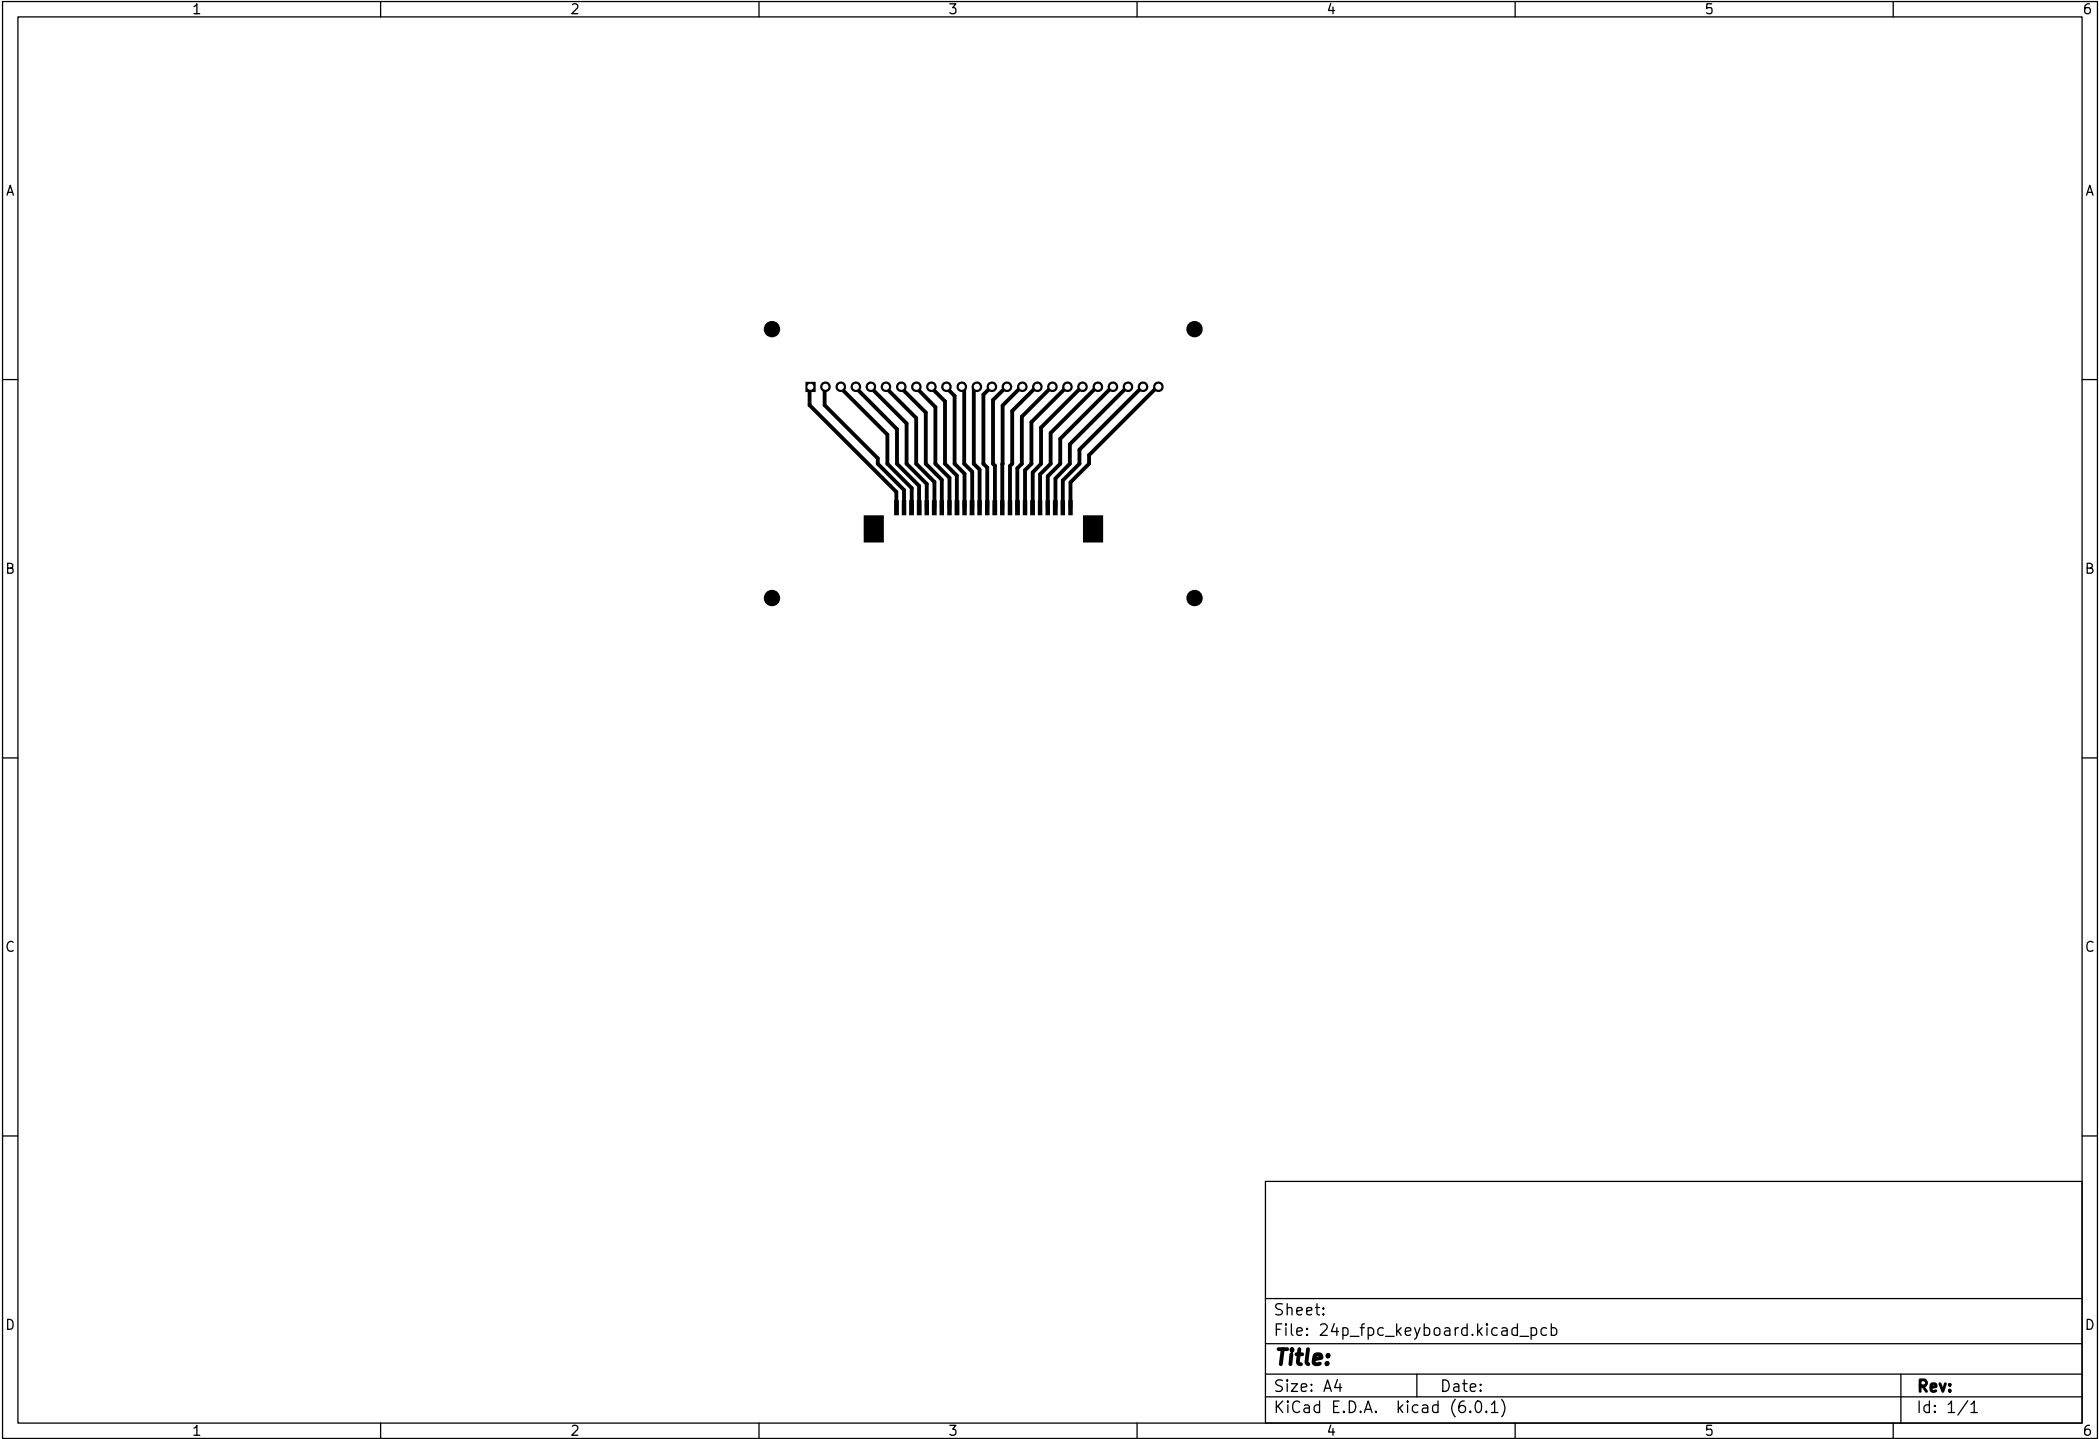 1 2 3 4 5 6
A A
B B
C C
Sheet:
File: 24p_fpc_keyboard.kicad_pcb
D D
Title:
Size: A4 Date: Rev:
KiCad E.D.A. kicad (6.0.1) Id: 1/1
1 2 3 4 5 6